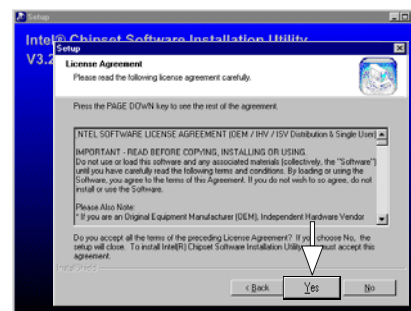 Setup
Intel® Chipset Software Installation Utility
V3.2
Setup
License Agreement
Please read the following license agreement carefully.
Press the PAGE DOWN key to see the rest of the agreement.
NTEL SOFTWARE LICENSE AGREEMENT (OEM / IHV / ISV Distribution & Single User)
IMPORTANT - READ BEFORE COPYING, INSTALLING OR USING.
Do not use or load this software and any associated materials (collectively, the "Software")
until you have carefully read the following terms and conditions. By loading or using the
Software, you agree to the terms of this Agreement. If you do not wish to so agree, do not
install or use the Software.
Please Also Note:
* If you are an Original Equipment Manufacturer (OEM), Independent Hardware Vendor
Do you accept all the terms of the preceding License Agreement? If you choose No, the
setup will close. To install Intel(R) Chipset Software Installation Utility, must accept this
agreement.
InstallShield
< Back
Yes
No